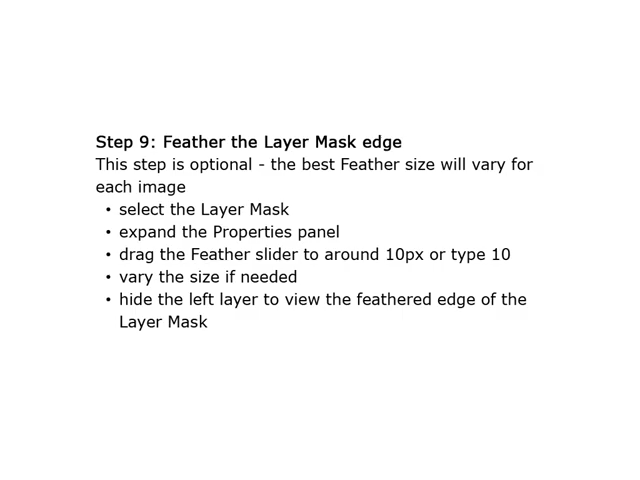 Step 9: Feather the Layer Mask edge
This step is optional - the best Feather size will vary for
each image
• select the Layer Mask
• expand the Properties panel
• drag the Feather slider to around 10px or type 10
• vary the size if needed
• hide the left layer to view the feathered edge of the
Layer Mask